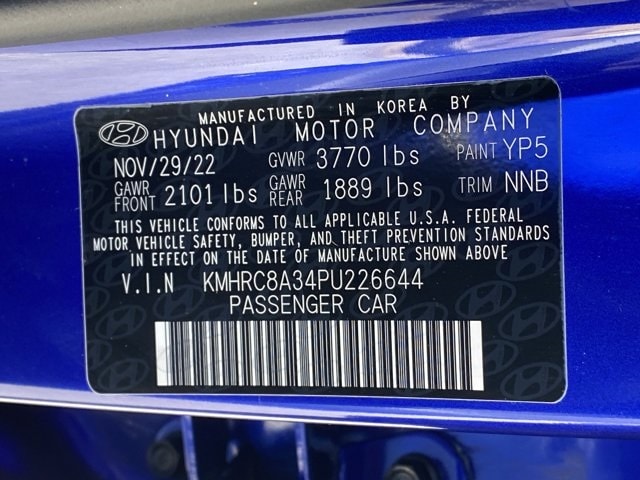 MANUFACTURED IN KOREA BY
HYUNDAI MOTOR COMPANY
NOV/29/22 GVWR 3770 lbs PAINT YP5
GAWR FRONT 2101 lbs GAWR REAR 1889 lbs TRIM NNB
THIS VEHICLE CONFORMS TO ALL APPLICABLE U.S.A. FEDERAL
MOTOR VEHICLE SAFETY, BUMPER, AND THEFT PREVENTION STANDARDS
IN EFFECT ON THE DATE OF MANUFACTURE SHOWN ABOVE
V.I.N KMHRC8A34PU226644
PASSENGER CAR